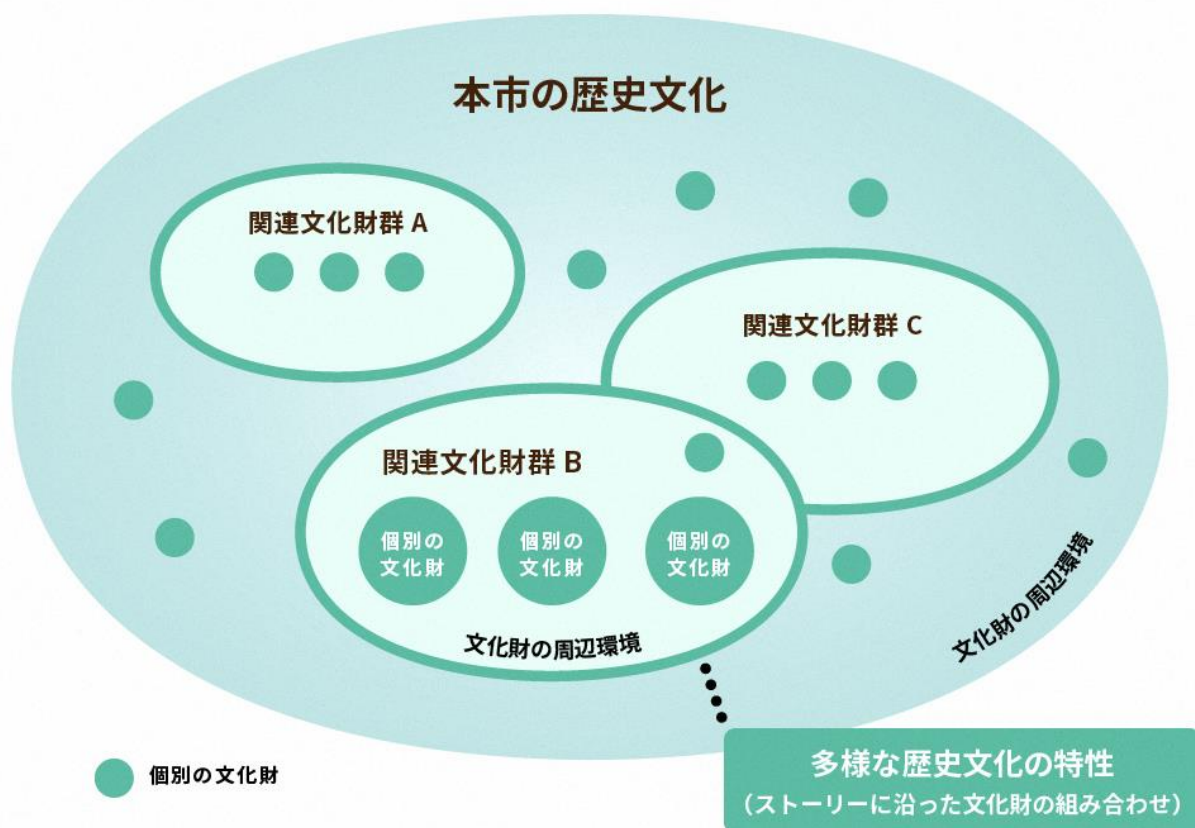 本市の歴史文化
関連文化財群 A
関連文化財群 C
関連文化財群 B
個別の
文化財
個別の
文化財
個別の
文化財
文化財の周辺環境
文化財の周辺環境
個別の文化財
多様な歴史文化の特性
（ストーリーに沿った文化財の組み合わせ）